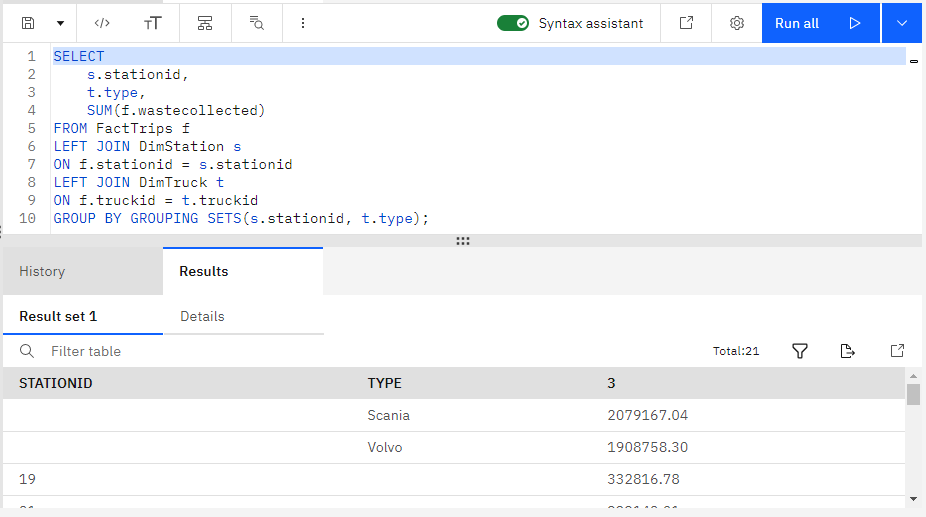 Syntax assistant Run all
1 SELECT
2 s.stationid,
3 t.type,
4 SUM(f.wastecollected)
5 FROM FactTrips f
6 LEFT JOIN DimStation s
7 ON f.stationid = s.stationid
8 LEFT JOIN DimTruck t
9 ON f.truckid = t.truckid
10 GROUP BY GROUPING SETS(s.stationid, t.type);
History Results
Result set 1 Details
Filter table Total:21
STATIONID TYPE 3
Scania 2079167.04
Volvo 1908758.30
19 332816.78